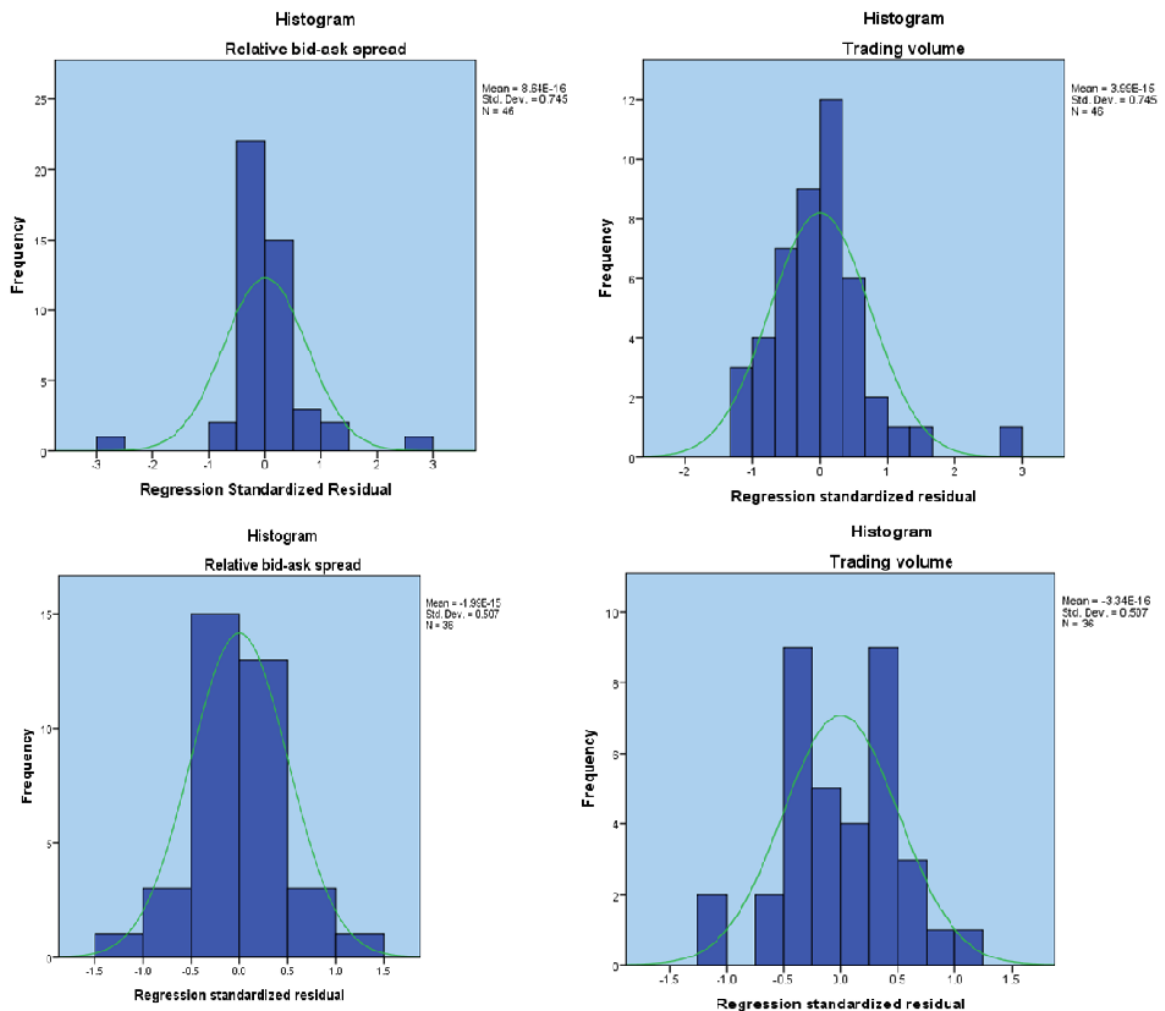 Histogram
Relative bid-ask spread
Mean = 8.64E-16
Std. Dev. = 0.745
N = 46
25
20
15
10
5
0
-3
-2
-1
0
1
2
3
Frequency
Regression Standardized Residual
Histogram
Trading volume
Mean = 3.99E-15
Std. Dev. = 0.745
N = 46
12
10
8
6
4
2
0
-2
-1
0
1
2
3
Frequency
Regression standardized residual
Histogram
Relative bid-ask spread
Mean = -1.99E-15
Std. Dev. = 0.507
N = 36
15
10
5
0
-1.5
-1.0
-0.5
0.0
0.5
1.0
1.5
Frequency
Regression standardized residual
Histogram
Trading volume
Mean = -3.34E-16
Std. Dev. = 0.507
N = 36
10
8
6
4
2
0
-1.5
-1.0
-0.5
0.0
0.5
1.0
1.5
Frequency
Regression standardized residual